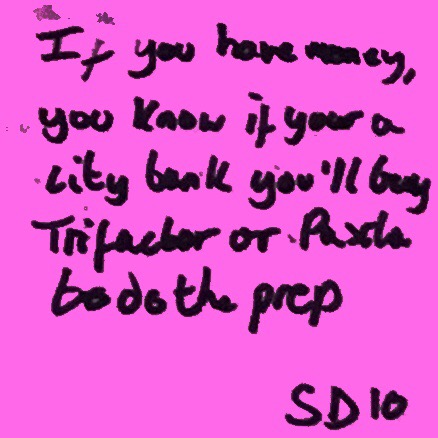 If you have money,
you know if your a
city bank you'll buy
Trifactor or Paxata
to do the prep
SD10